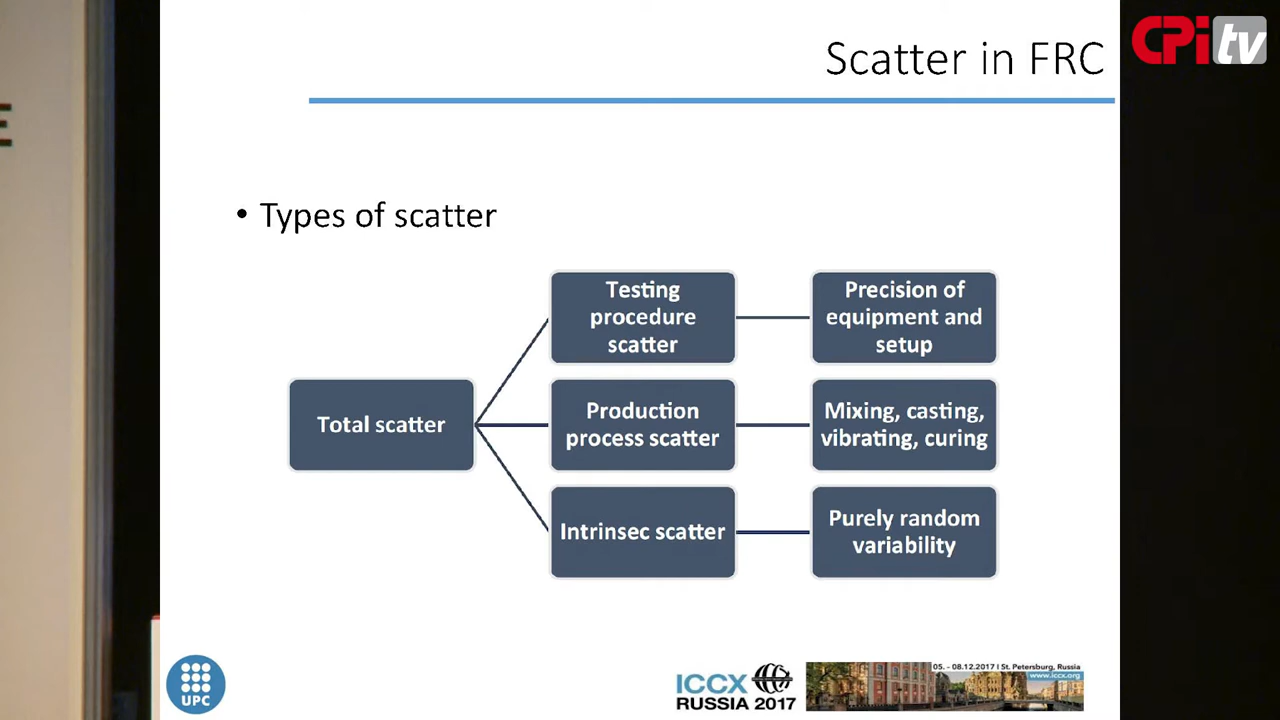 Scatter in FRC
CPi tv
E
• Types of scatter
Testing
procedure
scatter
Precision of
equipment and
setup
Total scatter
Production
process scatter
Mixing, casting,
vibrating, curing
Intrinsec scatter
Purely random
variability
UPC
ICCX
RUSSIA 2017
05. - 08.12.2017 I St. Petersburg, Russia
www.iccx.org